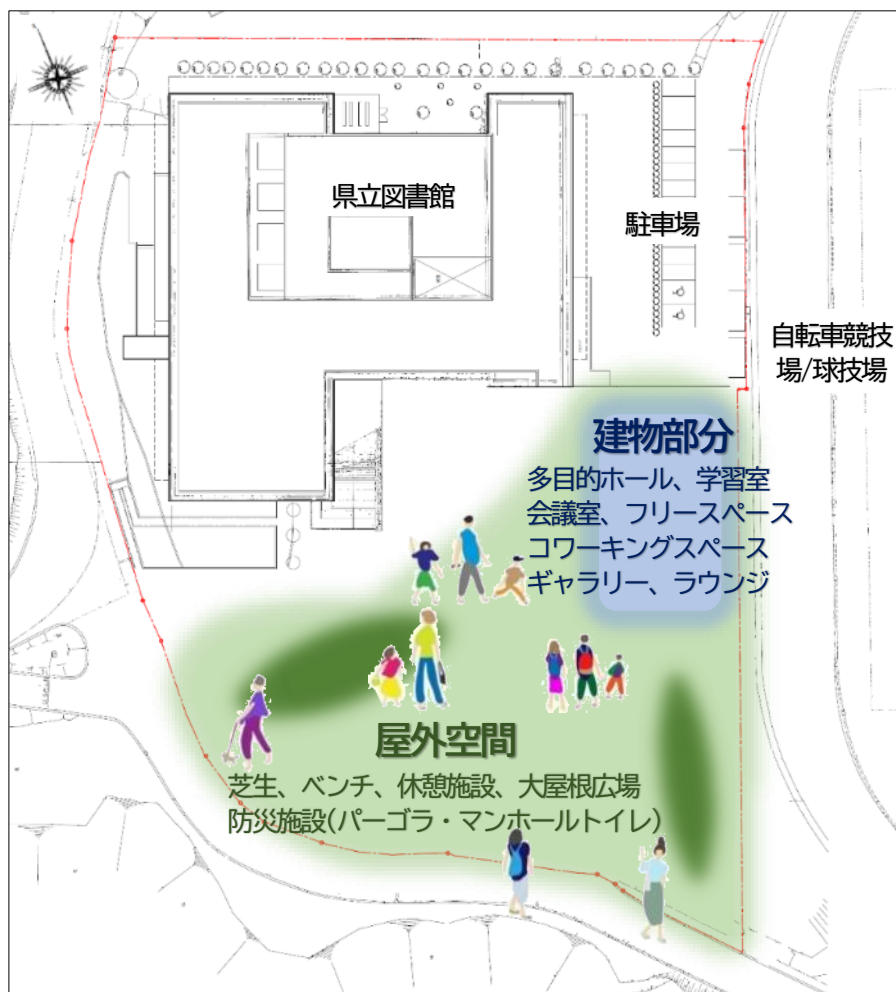 県立図書館
駐車場
自転車競技
場/球技場
建物部分
多目的ホール、学習室
会議室、フリースペース
コワーキングスペース
ギャラリー、ラウンジ
屋外空間
芝生、ベンチ、休憩施設、大屋根広場
防災施設(パーゴラ・マンホールトイレ)